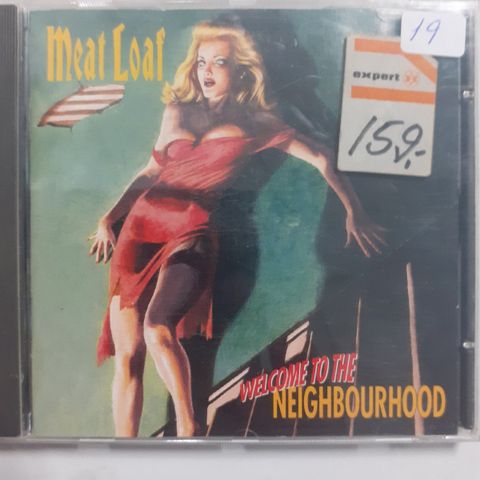 Meat Loaf
19
expert
159,-
WELCOME TO THE
NEIGHBOURHOOD